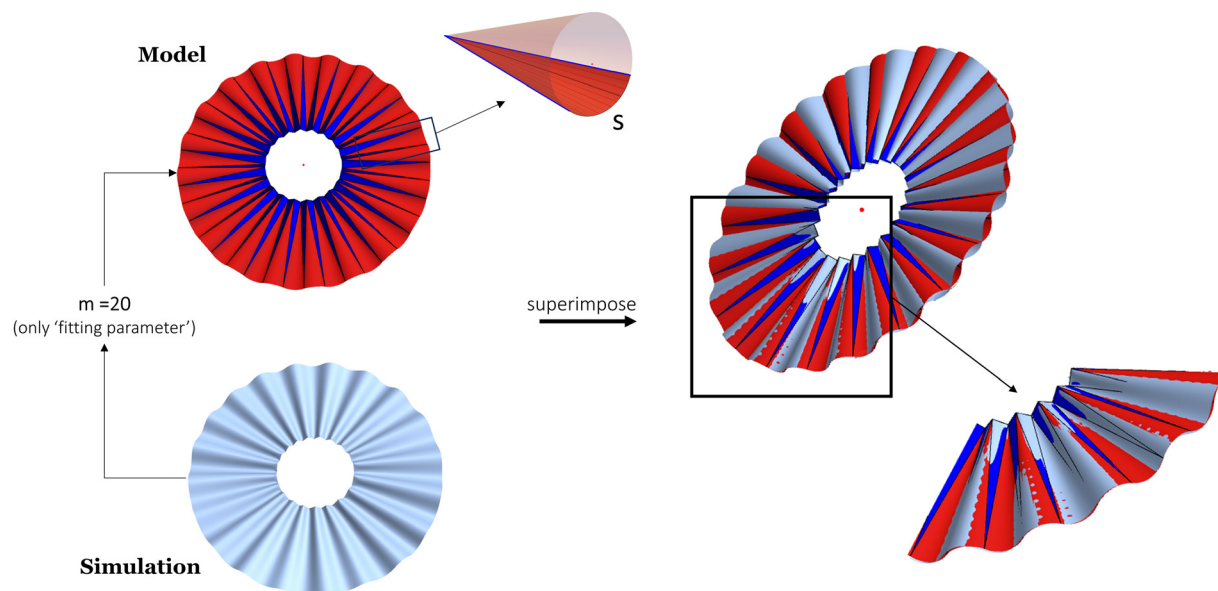 Model
S
m =20
(only ‘fitting parameter’)
superimpose
Simulation